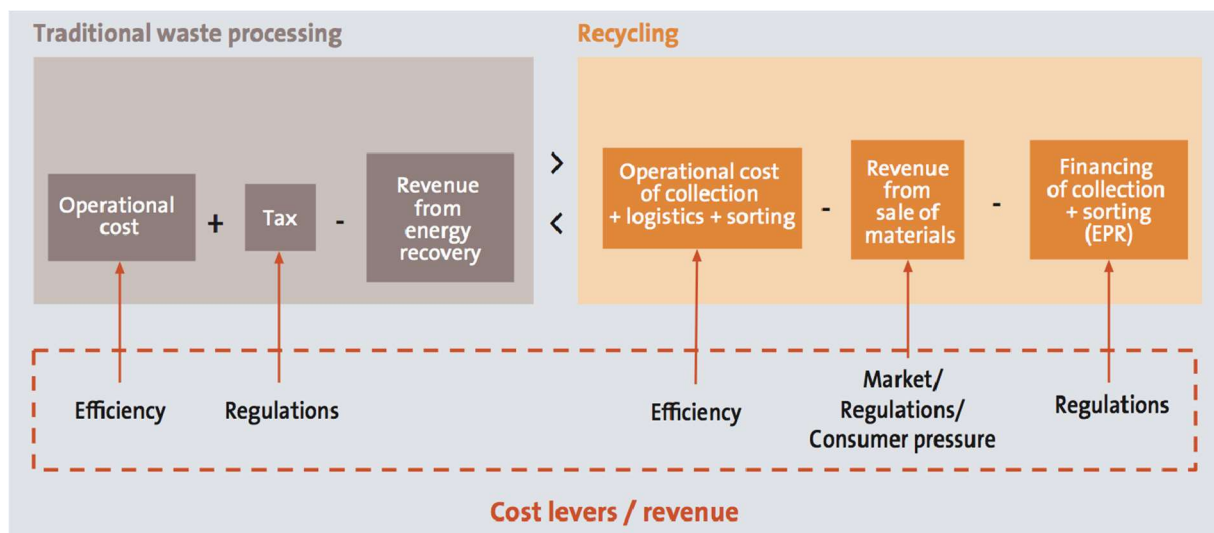 Traditional waste processing
Recycling
Operational
cost
+
Tax
-
Revenue
from
energy
recovery
>
<
Operational cost
of collection
+ logistics + sorting
-
Revenue
from
sale of
materials
-
Financing
of collection
+ sorting
(EPR)
Efficiency
Regulations
Efficiency
Market/
Regulations/
Consumer pressure
Regulations
Cost levers / revenue